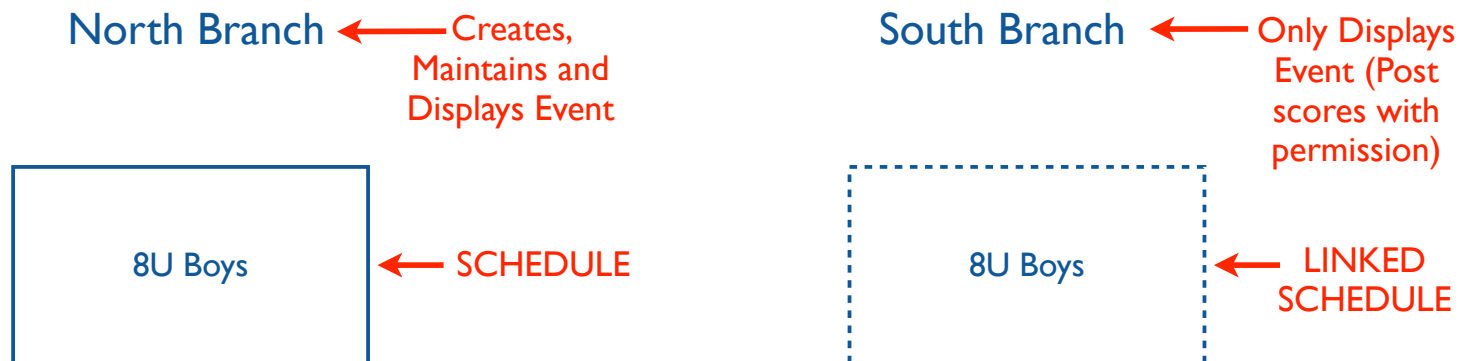 North Branch
Creates,
Maintains and
Displays Event
South Branch
Only Displays
Event (Post
scores with
permission)
8U Boys
SCHEDULE
8U Boys
LINKED
SCHEDULE